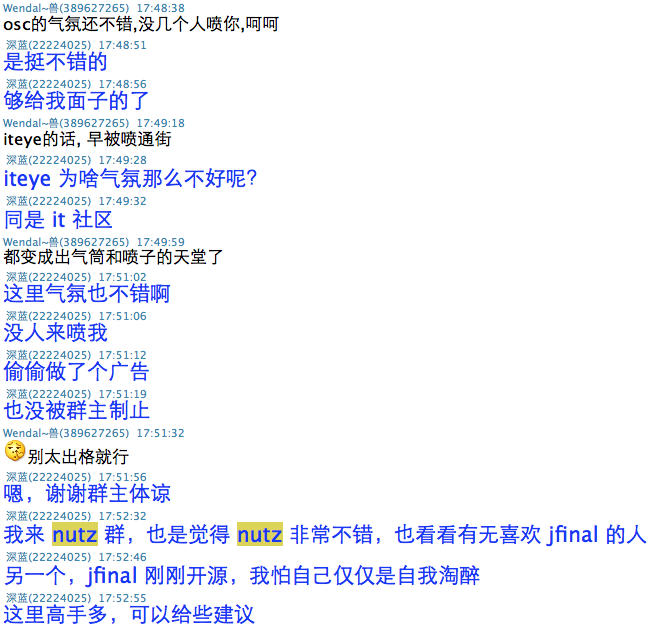 Wendal~兽(389627265) 17:48:38
osc的气氛还不错,没几个人喷你,呵呵
深蓝(22224025) 17:48:51
是挺不错的
深蓝(22224025) 17:48:56
够给我面子的了
Wendal~兽(389627265) 17:49:18
iteye的话, 早被喷通街
深蓝(22224025) 17:49:28
iteye 为啥气氛那么不好呢?
深蓝(22224025) 17:49:32
同是 it 社区
Wendal~兽(389627265) 17:49:59
都变成出气筒和喷子的天堂了
深蓝(22224025) 17:51:02
这里气氛也不错啊
深蓝(22224025) 17:51:06
没人来喷我
深蓝(22224025) 17:51:12
偷偷做了个广告
深蓝(22224025) 17:51:19
也没被群主制止
Wendal~兽(389627265) 17:51:32
别太出格就行
深蓝(22224025) 17:51:56
嗯，谢谢群主体谅
深蓝(22224025) 17:52:32
我来 nutz 群，也是觉得 nutz 非常不错，也看看有无喜欢 jfinal 的人
深蓝(22224025) 17:52:46
另一个，jfinal 刚刚开源，我怕自己仅仅是自我淘醉
深蓝(22224025) 17:52:55
这里高手多，可以给些建议